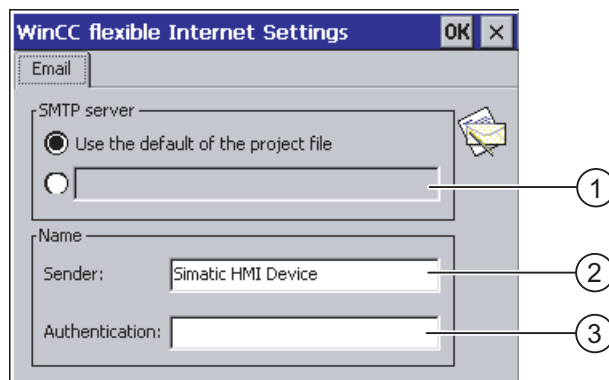 WinCC flexible Internet Settings OK ×
Email
SMTP server
Use the default of the project file
1
Name
Sender: Simatic HMI Device
2
Authentication:
3